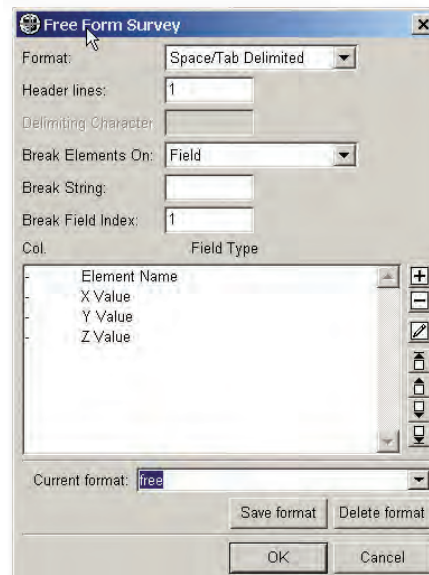 Free Form Survey
Format: Space/Tab Delimited
Header lines: 1
Delimiting Character
Break Elements On: Field
Break String:
Break Field Index: 1
Col. Field Type
- Element Name
- X Value
- Y Value
- Z Value
Current format: free
Save format Delete format
OK Cancel